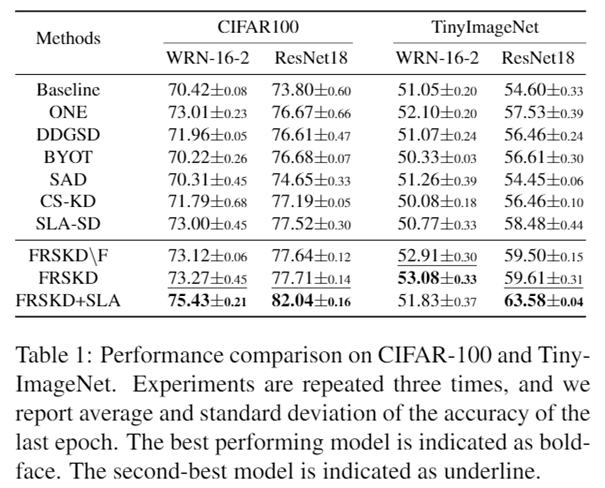 Methods CIFAR100 TinyImageNet
WRN-16-2 ResNet18 WRN-16-2 ResNet18
Baseline 70.42±0.08 73.80±0.60 51.05±0.20 54.60±0.33
ONE 73.01±0.23 76.67±0.66 52.10±0.20 57.53±0.39
DDGSD 71.96±0.05 76.61±0.47 51.07±0.24 56.46±0.24
BYOT 70.22±0.26 76.68±0.07 50.33±0.03 56.61±0.30
SAD 70.31±0.45 74.65±0.33 51.26±0.39 54.45±0.06
CS-KD 71.79±0.68 77.19±0.05 50.08±0.18 56.46±0.10
SLA-SD 73.00±0.45 77.52±0.30 50.77±0.33 58.48±0.44
FRSKD\F 73.12±0.06 77.64±0.12 52.91±0.30 59.50±0.15
FRSKD 73.27±0.45 77.71±0.14 53.08±0.33 59.61±0.31
FRSKD+SLA 75.43±0.21 82.04±0.16 51.83±0.37 63.58±0.04
Table 1: Performance comparison on CIFAR-100 and Tiny-
ImageNet. Experiments are repeated three times, and we
report average and standard deviation of the accuracy of the
last epoch. The best performing model is indicated as bold-
face. The second-best model is indicated as underline.